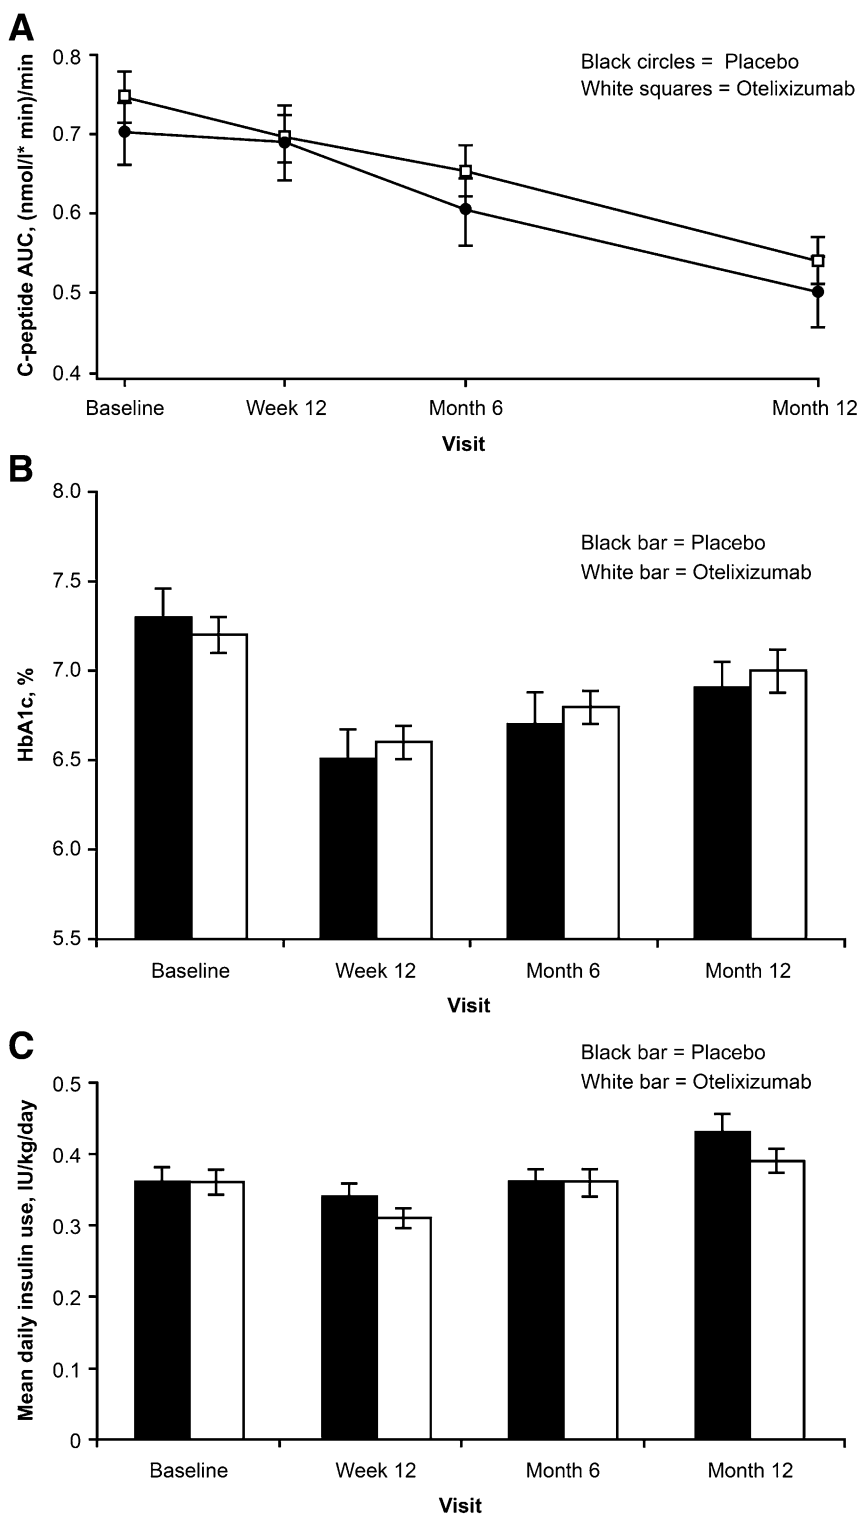 A
0.8
0.7
0.6
0.5
0.4
C-peptide AUC, (nmol/l* min)/min
Black circles = Placebo
White squares = Otelixizumab
Baseline Week 12 Month 6 Month 12
Visit
B
8.0
7.5
7.0
6.5
6.0
5.5
HbA1c, %
Black bar = Placebo
White bar = Otelixizumab
Baseline Week 12 Month 6 Month 12
Visit
C
0.5
0.4
0.3
0.2
0.1
0
Mean daily insulin use, IU/kg/day
Black bar = Placebo
White bar = Otelixizumab
Baseline Week 12 Month 6 Month 12
Visit